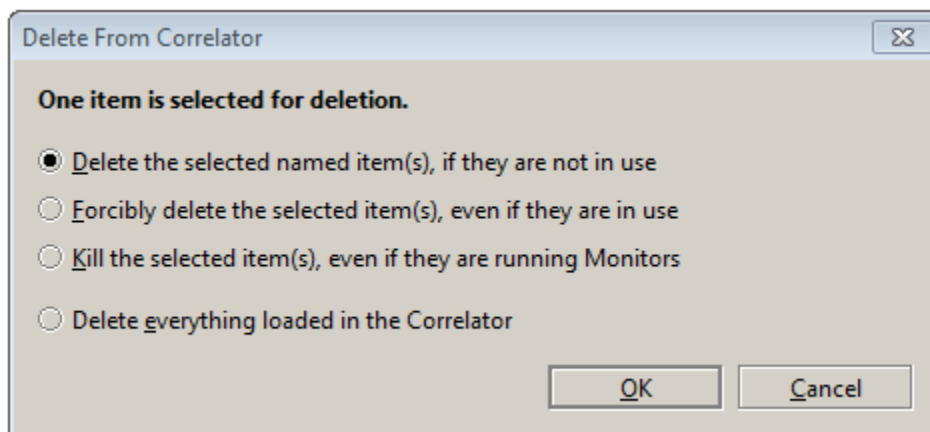 Delete From Correlator
One item is selected for deletion.
Delete the selected named item(s), if they are not in use
Forcibly delete the selected item(s), even if they are in use
Kill the selected item(s), even if they are running Monitors
Delete everything loaded in the Correlator
OK Cancel